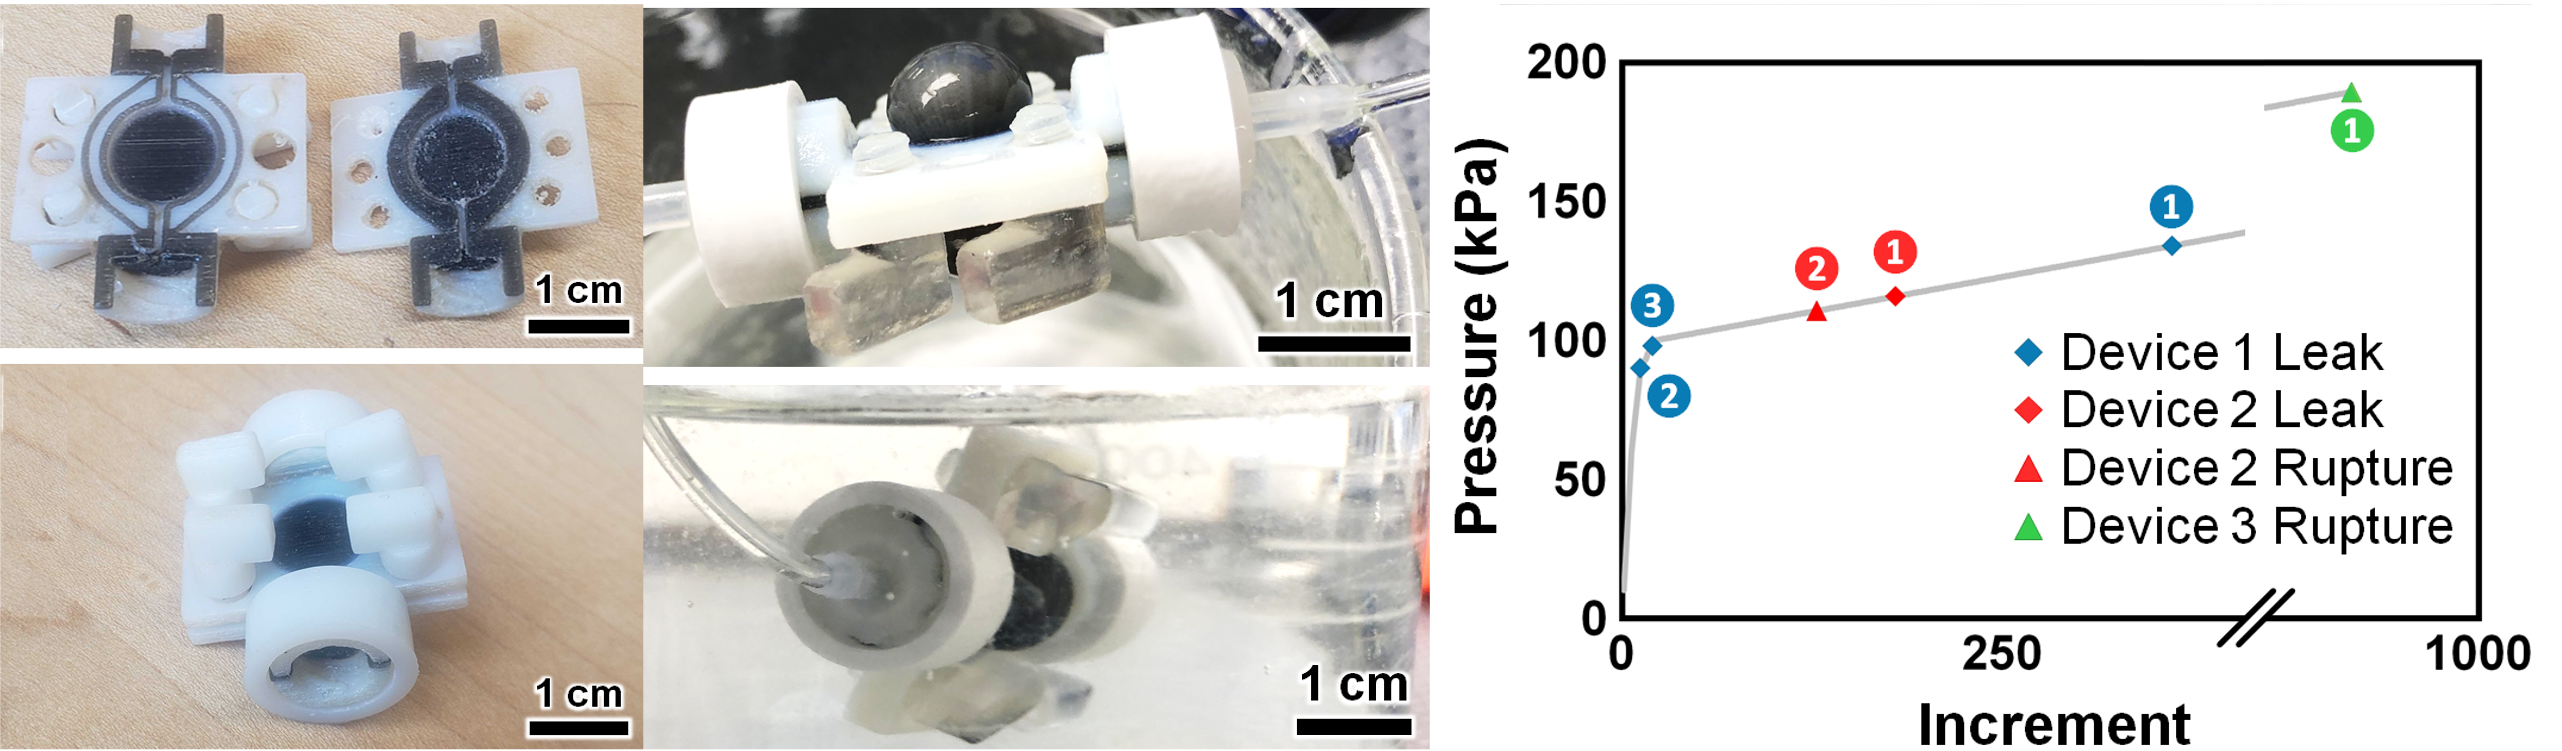 1 cm
1 cm
1 cm
1 cm
Pressure (kPa)
200
150
100
50
0
0
250
1000
Increment
1
1
1
2
3
2
Device 1 Leak
Device 2 Leak
Device 2 Rupture
Device 3 Rupture